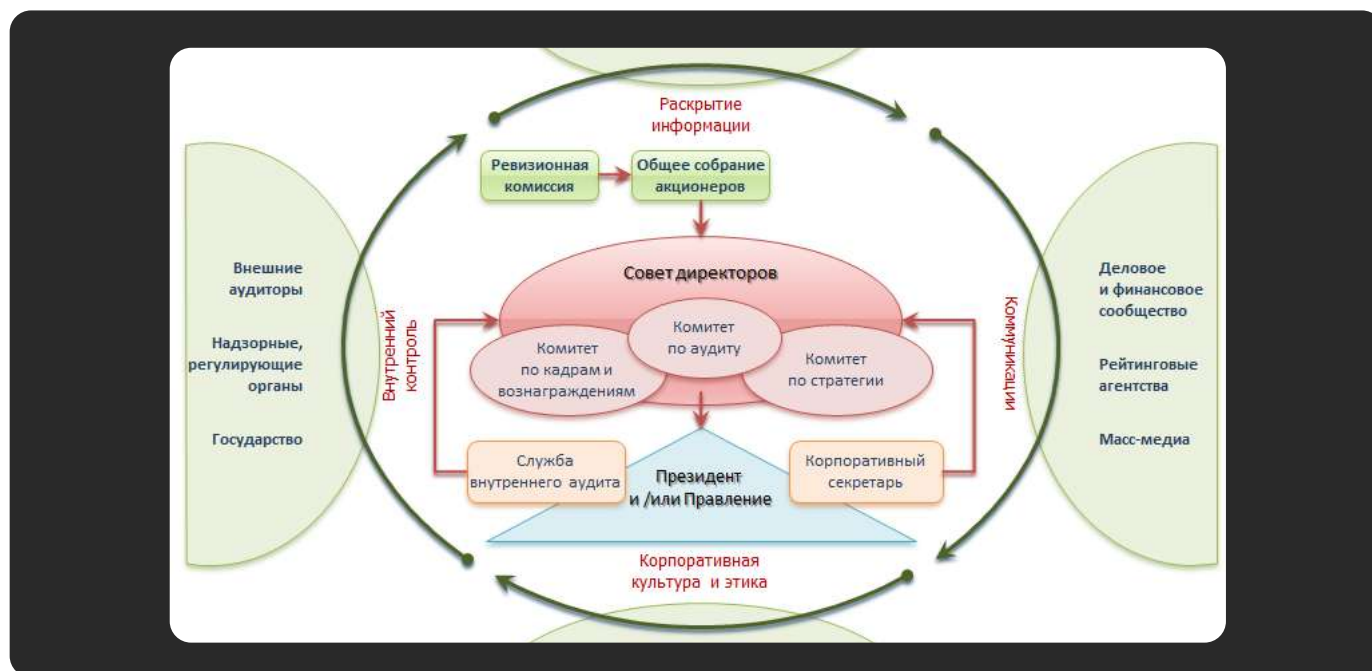 Раскрытие
информации
Ревизионная
комиссия
Общее собрание
акционеров
Совет директоров
Комитет
по аудиту
Комитет
по кадрам и
вознаграждениям
Комитет
по стратегии
Внешние
аудиторы
Надзорные,
регулирующие
органы
Государство
Внутренний
контроль
Коммуникации
Деловое
и финансовое
сообщество
Рейтинговые
агентства
Масс-медиа
Служба
внутреннего аудита
Президент
и /или Правление
Корпоративный
секретарь
Корпоративная
культура и этика